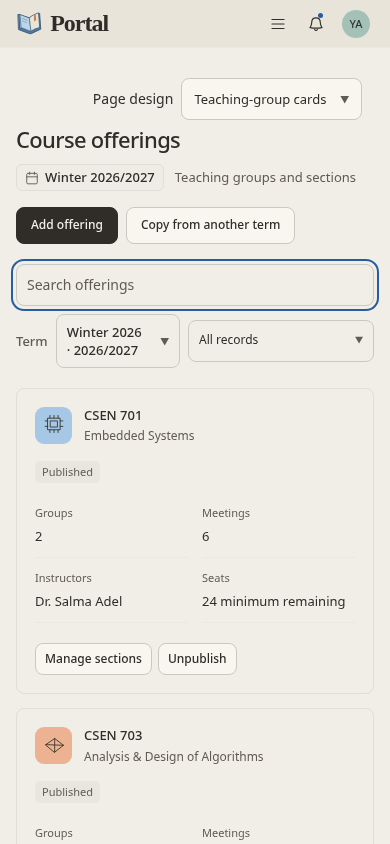 Portal
YA
Page design
Teaching-group cards
Course offerings
Winter 2026/2027
Teaching groups and sections
Add offering
Copy from another term
Search offerings
Term
Winter 2026
· 2026/2027
All records
CSEN 701
Embedded Systems
Published
Groups
Meetings
2
6
Instructors
Seats
Dr. Salma Adel
24 minimum remaining
Manage sections
Unpublish
CSEN 703
Analysis & Design of Algorithms
Published
Groups
Meetings